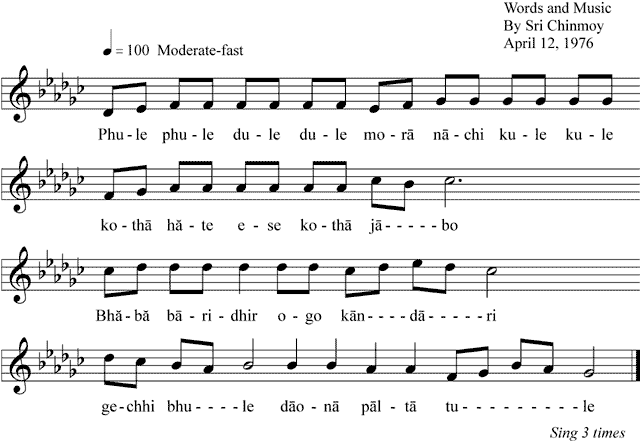 Words and Music
By Sri Chinmoy
April 12, 1976
♩ = 100 Moderate-fast
Phu - le phu - le du - le du - le mo - rā nā - chi ku - le ku - le
ko - thā hă - te e - se ko - thā jā - - - - - bo
Bhă - bă bā - ri - dhir o - go kān - - - - dā - - - - ri
ge - chhi bhu - - - - le dāo - nā pāl - tā tu - - - - - - - - - le
Sing 3 times